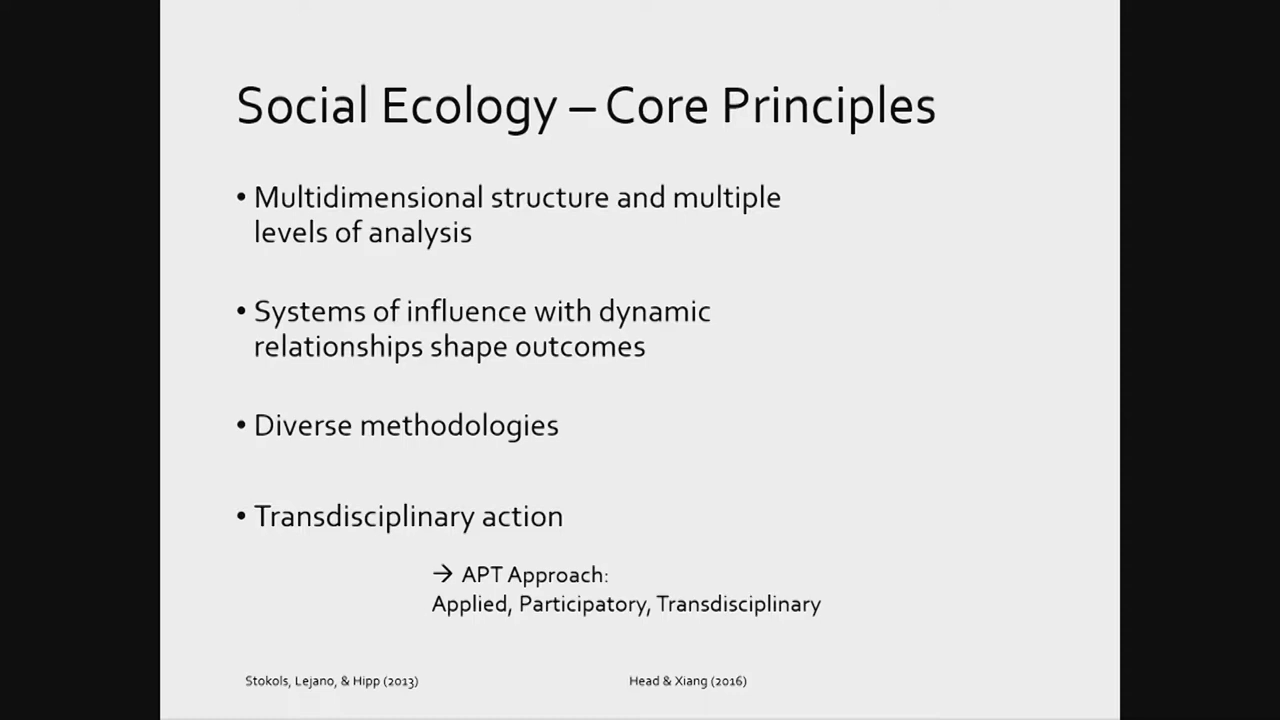 Social Ecology – Core Principles
• Multidimensional structure and multiple
levels of analysis
• Systems of influence with dynamic
relationships shape outcomes
• Diverse methodologies
• Transdisciplinary action
→ APT Approach:
Applied, Participatory, Transdisciplinary
Stokols, Lejano, & Hipp (2013)
Head & Xiang (2016)